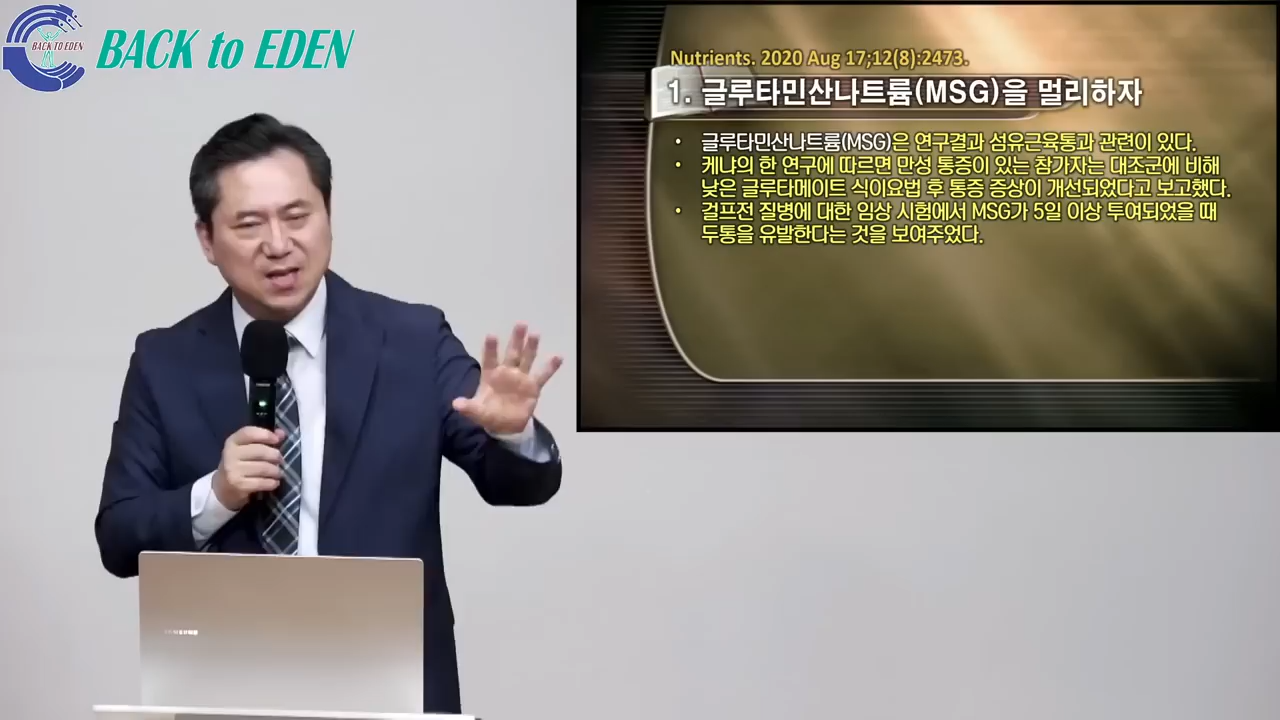 BACK TO EDEN
BACK to EDEN
Nutrients. 2020 Aug 17;12(8):2473.
1. 글루타민산나트륨(MSG)을 멀리하자
• 글루타민산나트륨(MSG)은 연구결과 섬유근육통과 관련이 있다.
• 케냐의 한 연구에 따르면 만성 통증이 있는 참가자는 대조군에 비해
낮은 글루타메이트 식이요법 후 통증 증상이 개선되었다고 보고했다.
• 걸프전 질병에 대한 임상 시험에서 MSG가 5일 이상 투여되었을 때
두통을 유발한다는 것을 보여주었다.
SAMSUNG